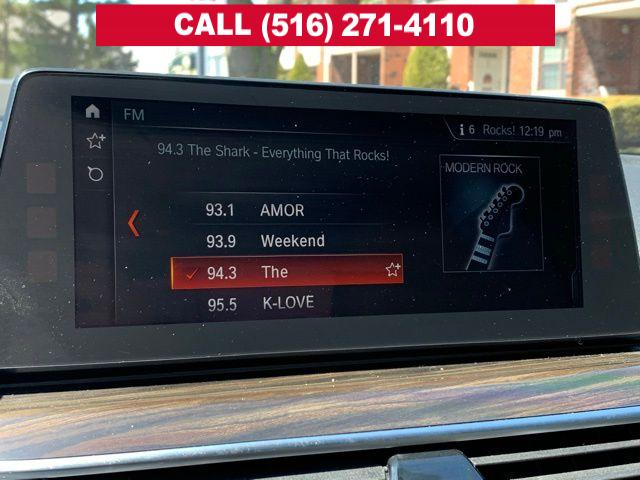 CALL (516) 271-4110
FM
i 6 Rocks! 12:19 pm
94.3 The Shark - Everything That Rocks!
MODERN ROCK
93.1 AMOR
93.9 Weekend
94.3 The
95.5 K-LOVE